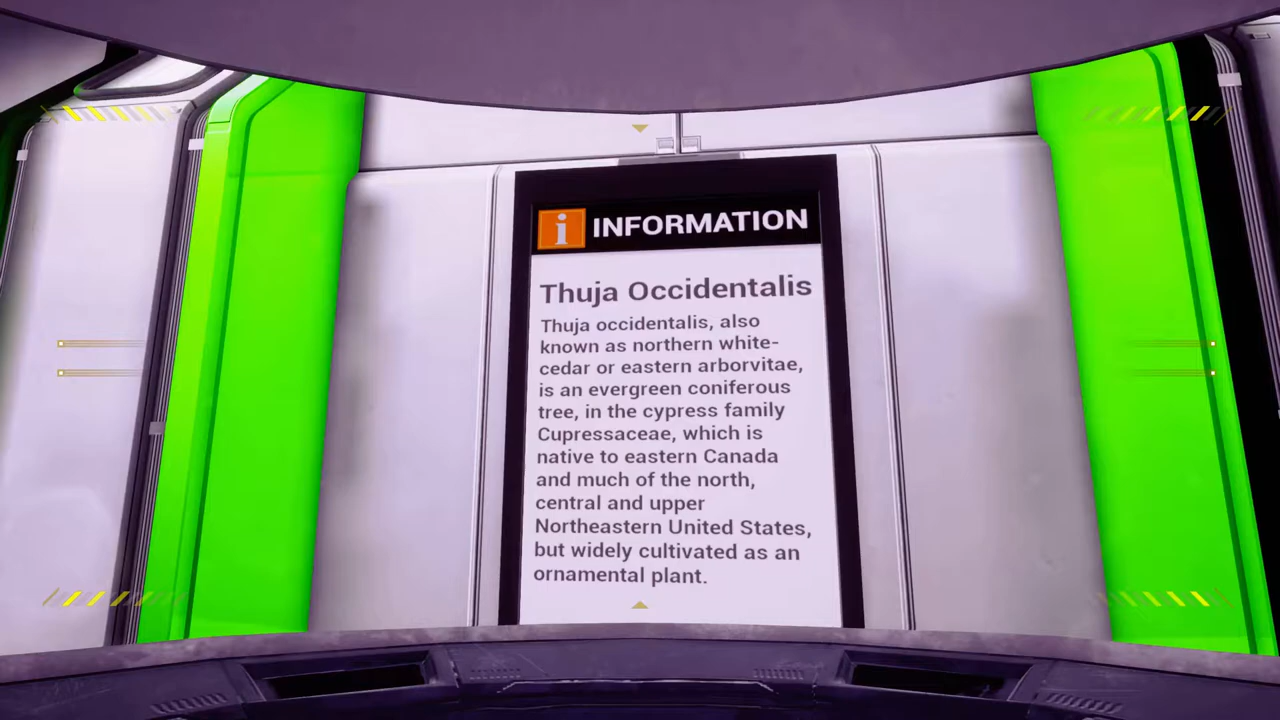 i INFORMATION
Thuja Occidentalis
Thuja occidentalis, also
known as northern white-
cedar or eastern arborvitae,
is an evergreen coniferous
tree, in the cypress family
Cupressaceae, which is
native to eastern Canada
and much of the north,
central and upper
Northeastern United States,
but widely cultivated as an
ornamental plant.